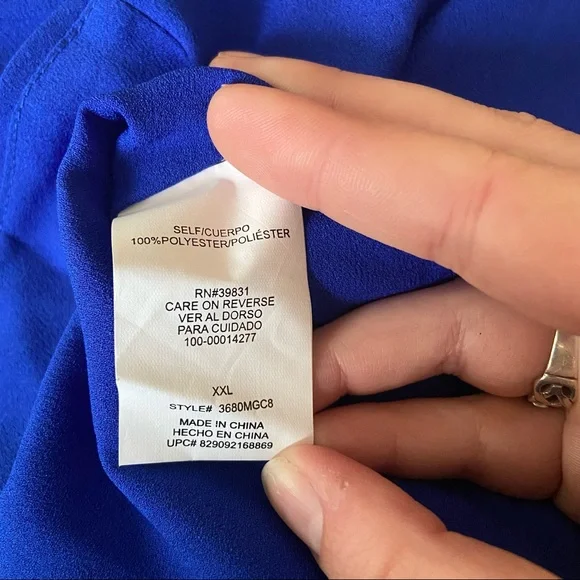 SELF/CUERPO
100%POLYESTER/POLIÉSTER
RN#39831
CARE ON REVERSE
VER AL DORSO
PARA CUIDADO
100-00014277
XXL
STYLE# 3680MGC8
MADE IN CHINA
HECHO EN CHINA
UPC# 829092168869